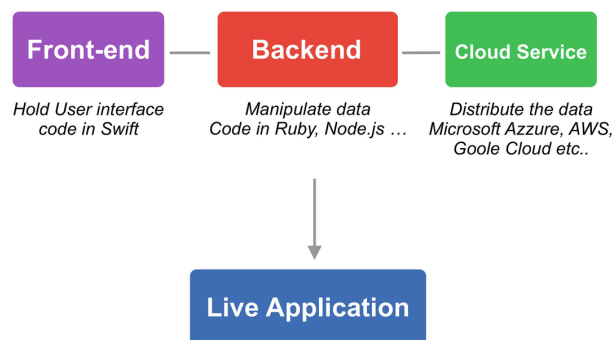 Front-end
Backend
Cloud Service
Hold User interface
code in Swift
Manipulate data
Code in Ruby, Node.js ...
Distribute the data
Microsoft Azzure, AWS,
Goole Cloud etc..
Live Application